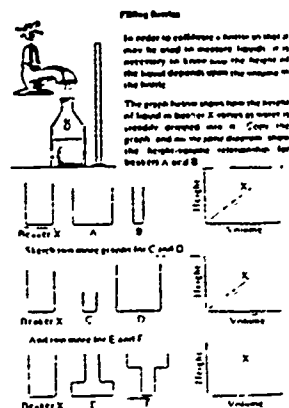 Filling Bottles
In order to calibrate a bottle so that it
may be used to measure liquids, it is
necessary to know how the height of
the liquid depends upon the volume in
the bottle.
The graph below shows how the height
of liquid in beaker X varies as water is
steadily dripped into it. Copy the
graph, and on the same diagram, show
the height-volume relationship for
beakers A and B
Beaker X A B
Height
X
Volume
Sketch two more graphs for C and D
Beaker X C D
Height
X
Volume
And two more for E and F
Beaker X E F
Height
X
Volume